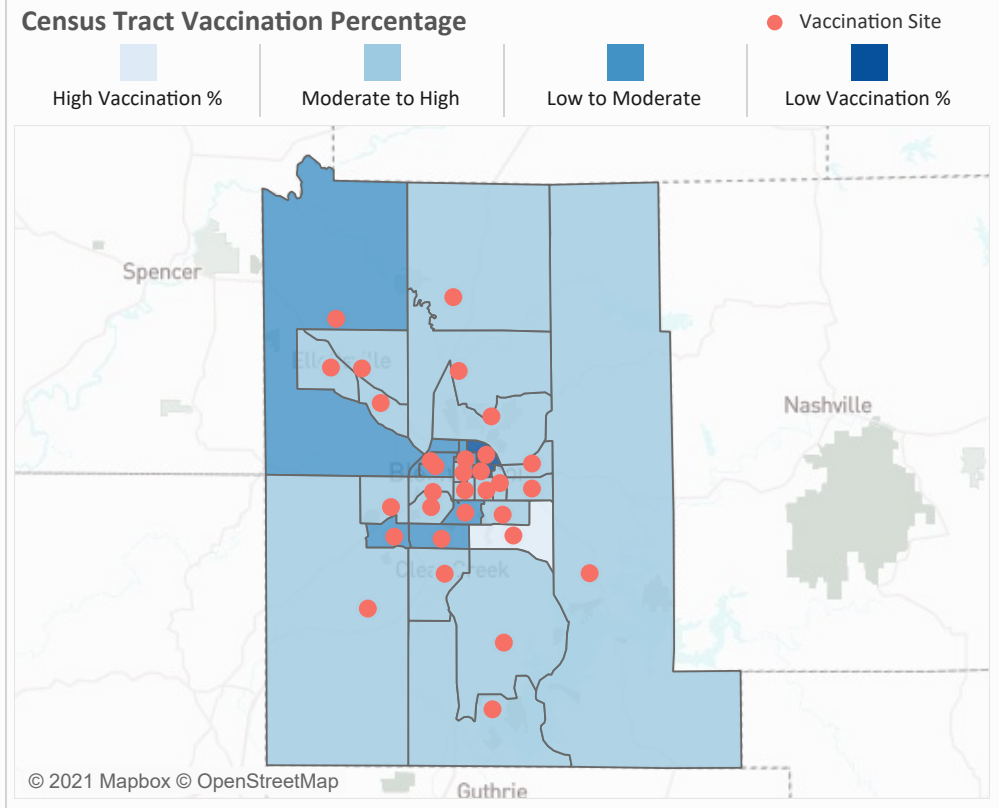 Census Tract Vaccination Percentage
Vaccination Site
High Vaccination %
Moderate to High
Low to Moderate
Low Vaccination %
Spencer
Nashville
Clear Creek
© 2021 Mapbox © OpenStreetMap
Guthrie